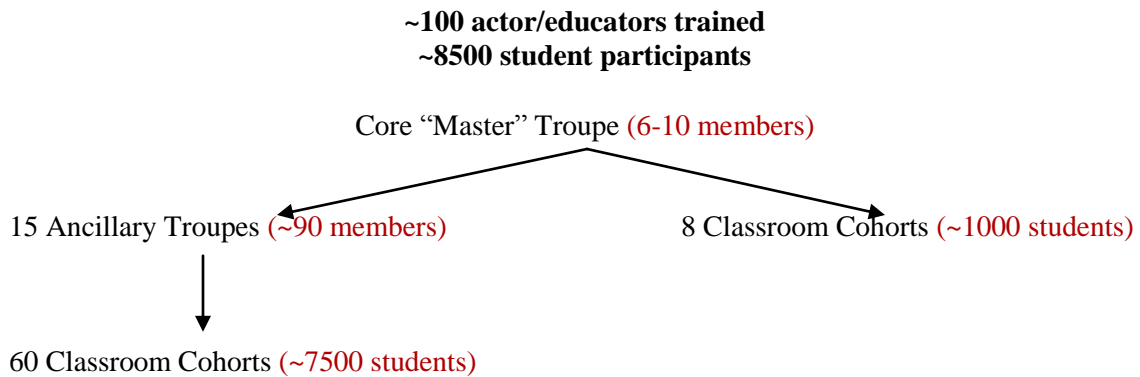 ~100 actor/educators trained
~8500 student participants
Core “Master” Troupe (6-10 members)
15 Ancillary Troupes (~90 members)
8 Classroom Cohorts (~1000 students)
60 Classroom Cohorts (~7500 students)